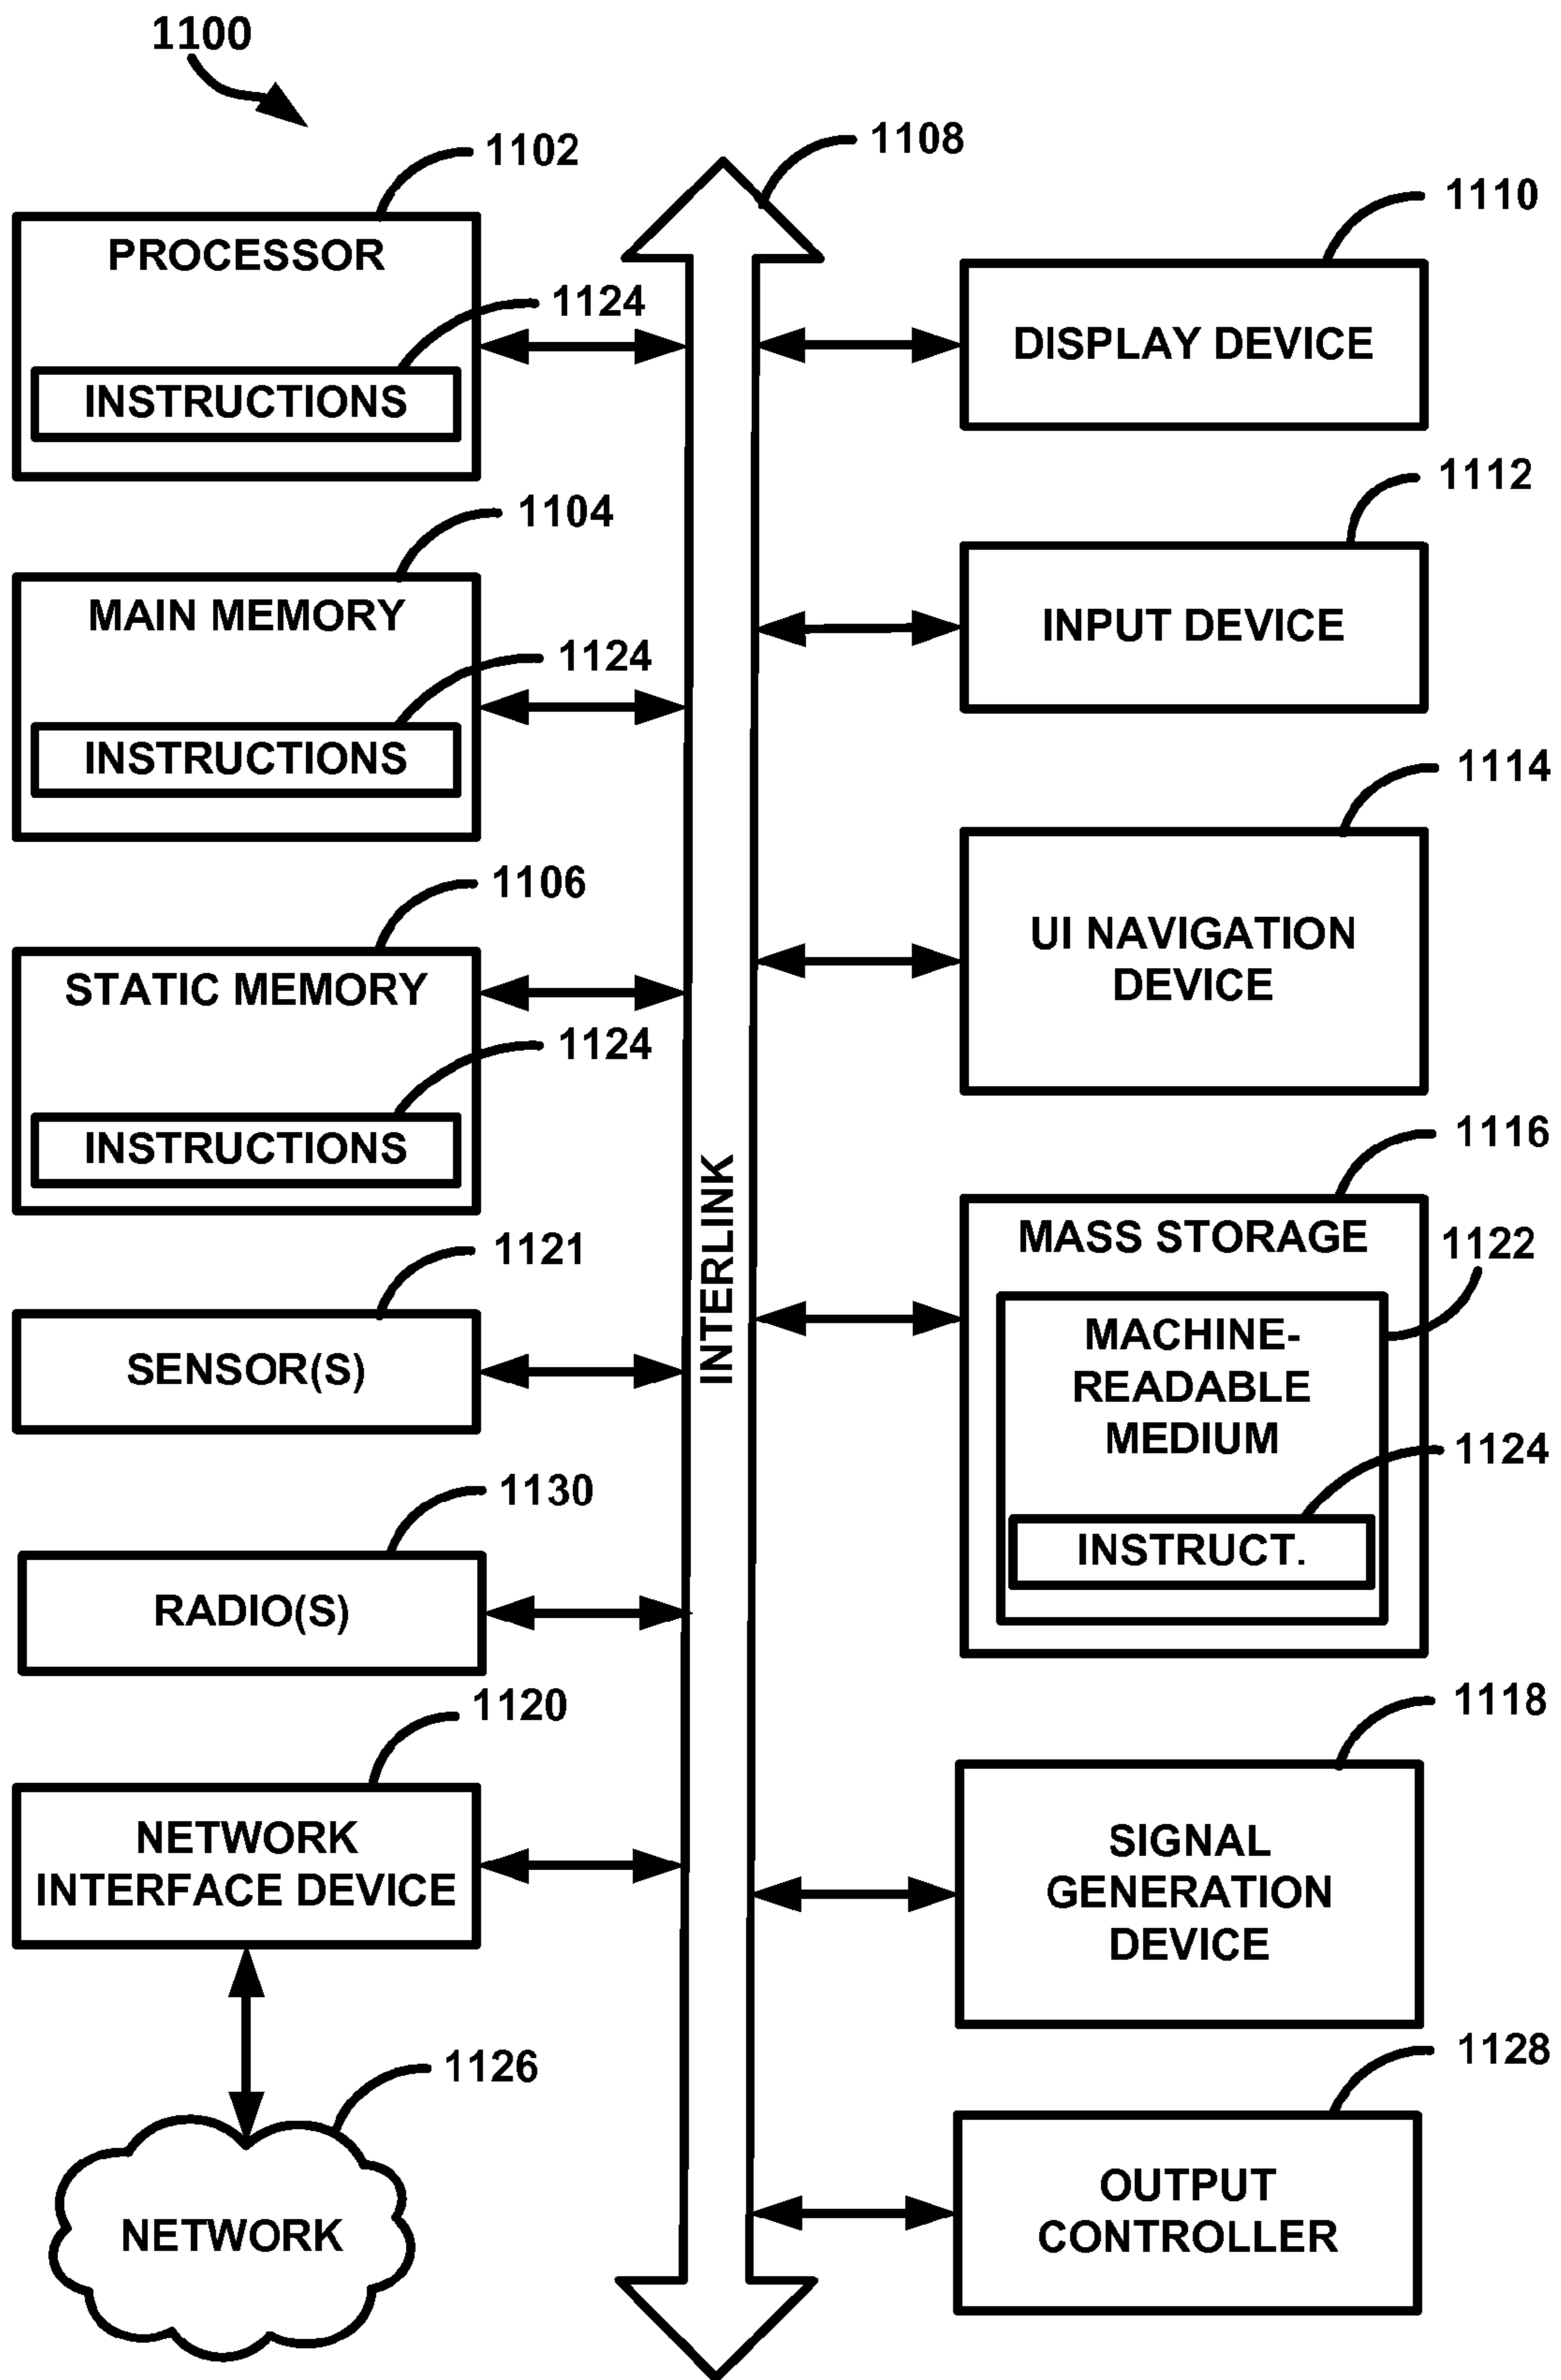 1100
1102
PROCESSOR
1124
INSTRUCTIONS
1104
MAIN MEMORY
1124
INSTRUCTIONS
1106
STATIC MEMORY
1124
INSTRUCTIONS
1121
SENSOR(S)
1130
RADIO(S)
1120
NETWORK
INTERFACE DEVICE
1126
NETWORK
1108
INTERLINK
1110
DISPLAY DEVICE
1112
INPUT DEVICE
1114
UI NAVIGATION
DEVICE
1116
MASS STORAGE
1122
MACHINE-
READABLE
MEDIUM
1124
INSTRUCT.
1118
SIGNAL
GENERATION
DEVICE
1128
OUTPUT
CONTROLLER